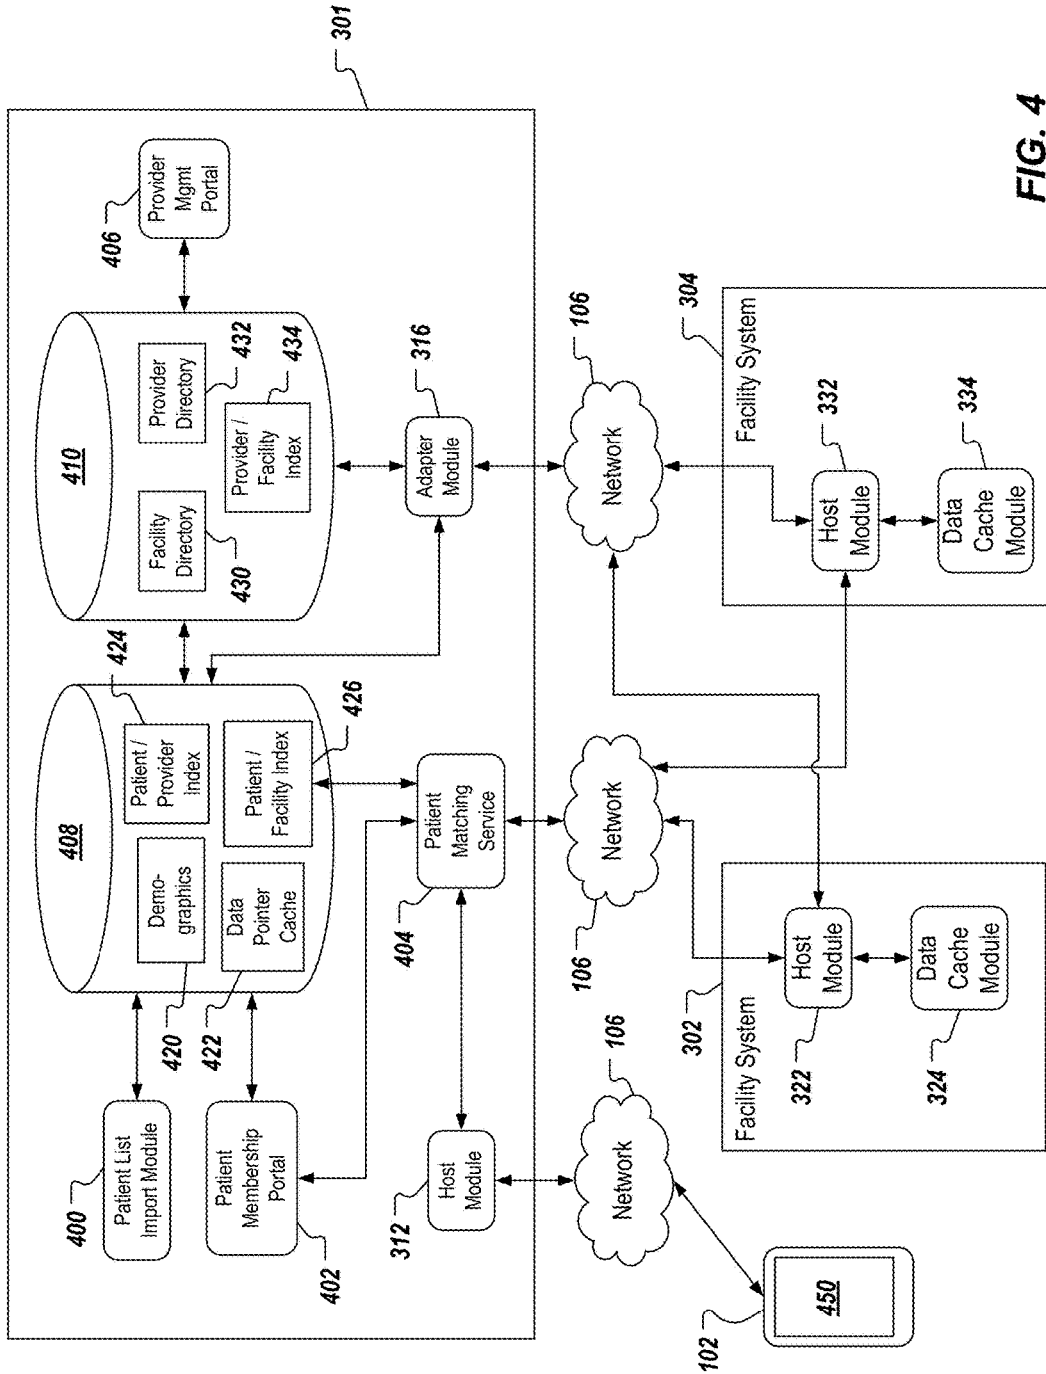 301
408
410
424
Patient /
Provider
Index
Demo-
graphics
420
Data
Pointer
Cache
422
Patient /
Facility Index
426
Facility
Directory
430
Provider
Directory
432
Provider /
Facility
Index
434
406
Provider
Mgmt
Portal
400
Patient List
Import Module
Patient
Membership
Portal
402
312
Host
Module
404
Patient
Matching
Service
Adapter
Module
316
Network
106
Network
106
Network
106
102
450
302
Facility System
322
Host
Module
324
Data
Cache
Module
304
Facility System
Host
Module
332
Data
Cache
Module
334
FIG. 4